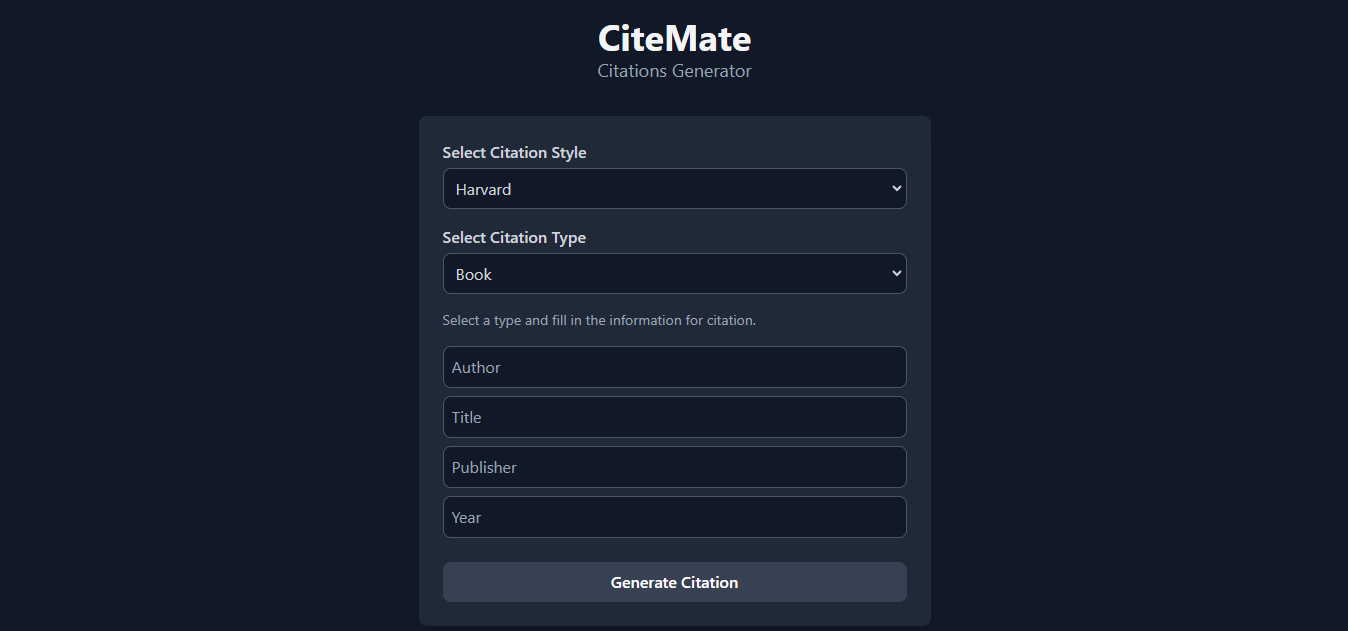 CiteMate
Citations Generator
Select Citation Style
Harvard
Select Citation Type
Book
Select a type and fill in the information for citation.
Author
Title
Publisher
Year
Generate Citation